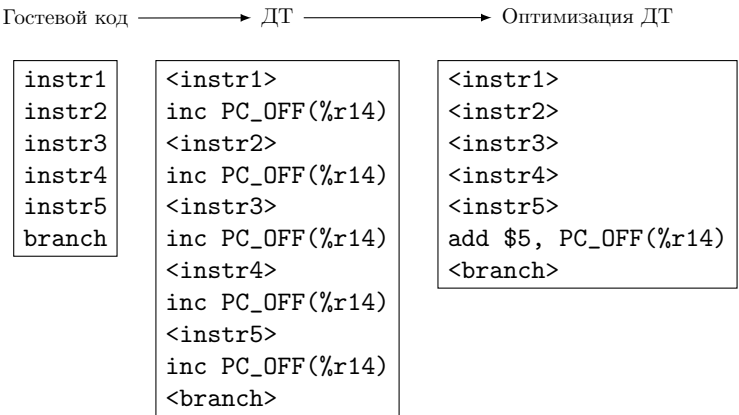 Гостевой код
ДТ
Оптимизация ДТ
instr1
instr2
instr3
instr4
instr5
branch
<instr1>
inc PC_OFF(%r14)
<instr2>
inc PC_OFF(%r14)
<instr3>
inc PC_OFF(%r14)
<instr4>
inc PC_OFF(%r14)
<instr5>
inc PC_OFF(%r14)
<branch>
<instr1>
<instr2>
<instr3>
<instr4>
<instr5>
add $5, PC_OFF(%r14)
<branch>